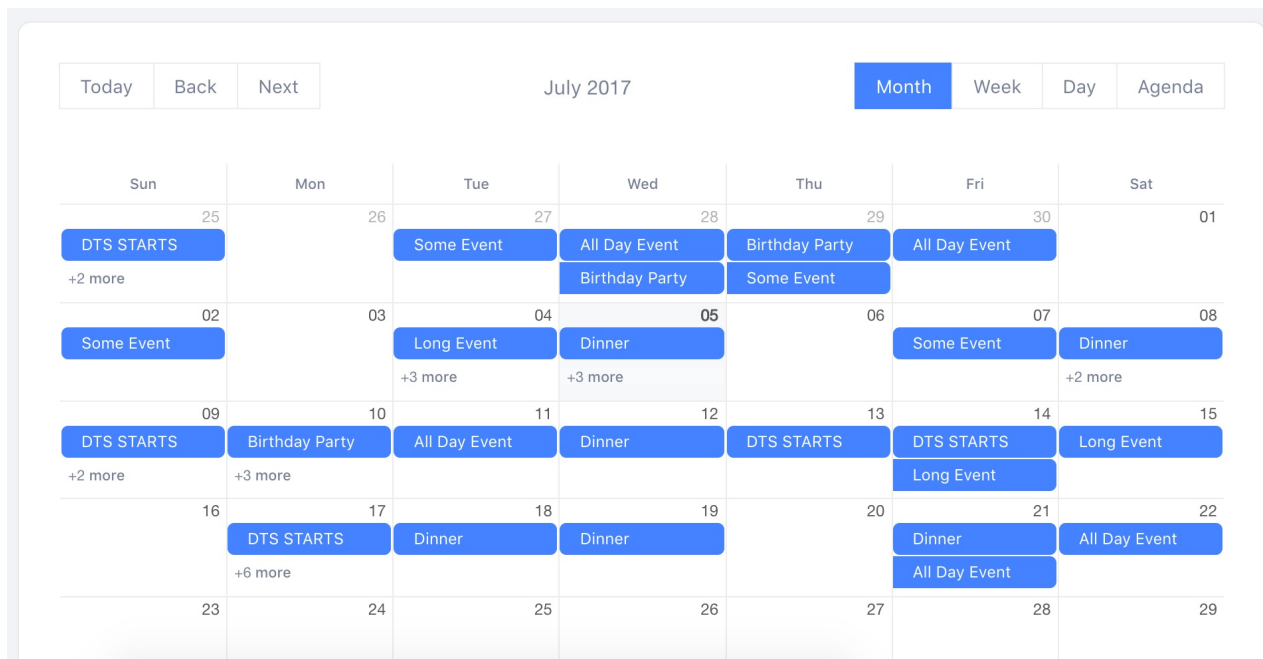 Today Back Next July 2017 Month Week Day Agenda
Sun Mon Tue Wed Thu Fri Sat
25 26 27 28 29 30 01
DTS STARTS Some Event All Day Event Birthday Party All Day Event
+2 more Birthday Party Some Event
02 03 04 05 06 07 08
Some Event Long Event Dinner Some Event Dinner
+3 more +3 more +2 more
09 10 11 12 13 14 15
DTS STARTS Birthday Party All Day Event Dinner DTS STARTS DTS STARTS Long Event
+2 more +3 more Long Event
16 17 18 19 20 21 22
DTS STARTS Dinner Dinner Dinner All Day Event
+6 more All Day Event
23 24 25 26 27 28 29